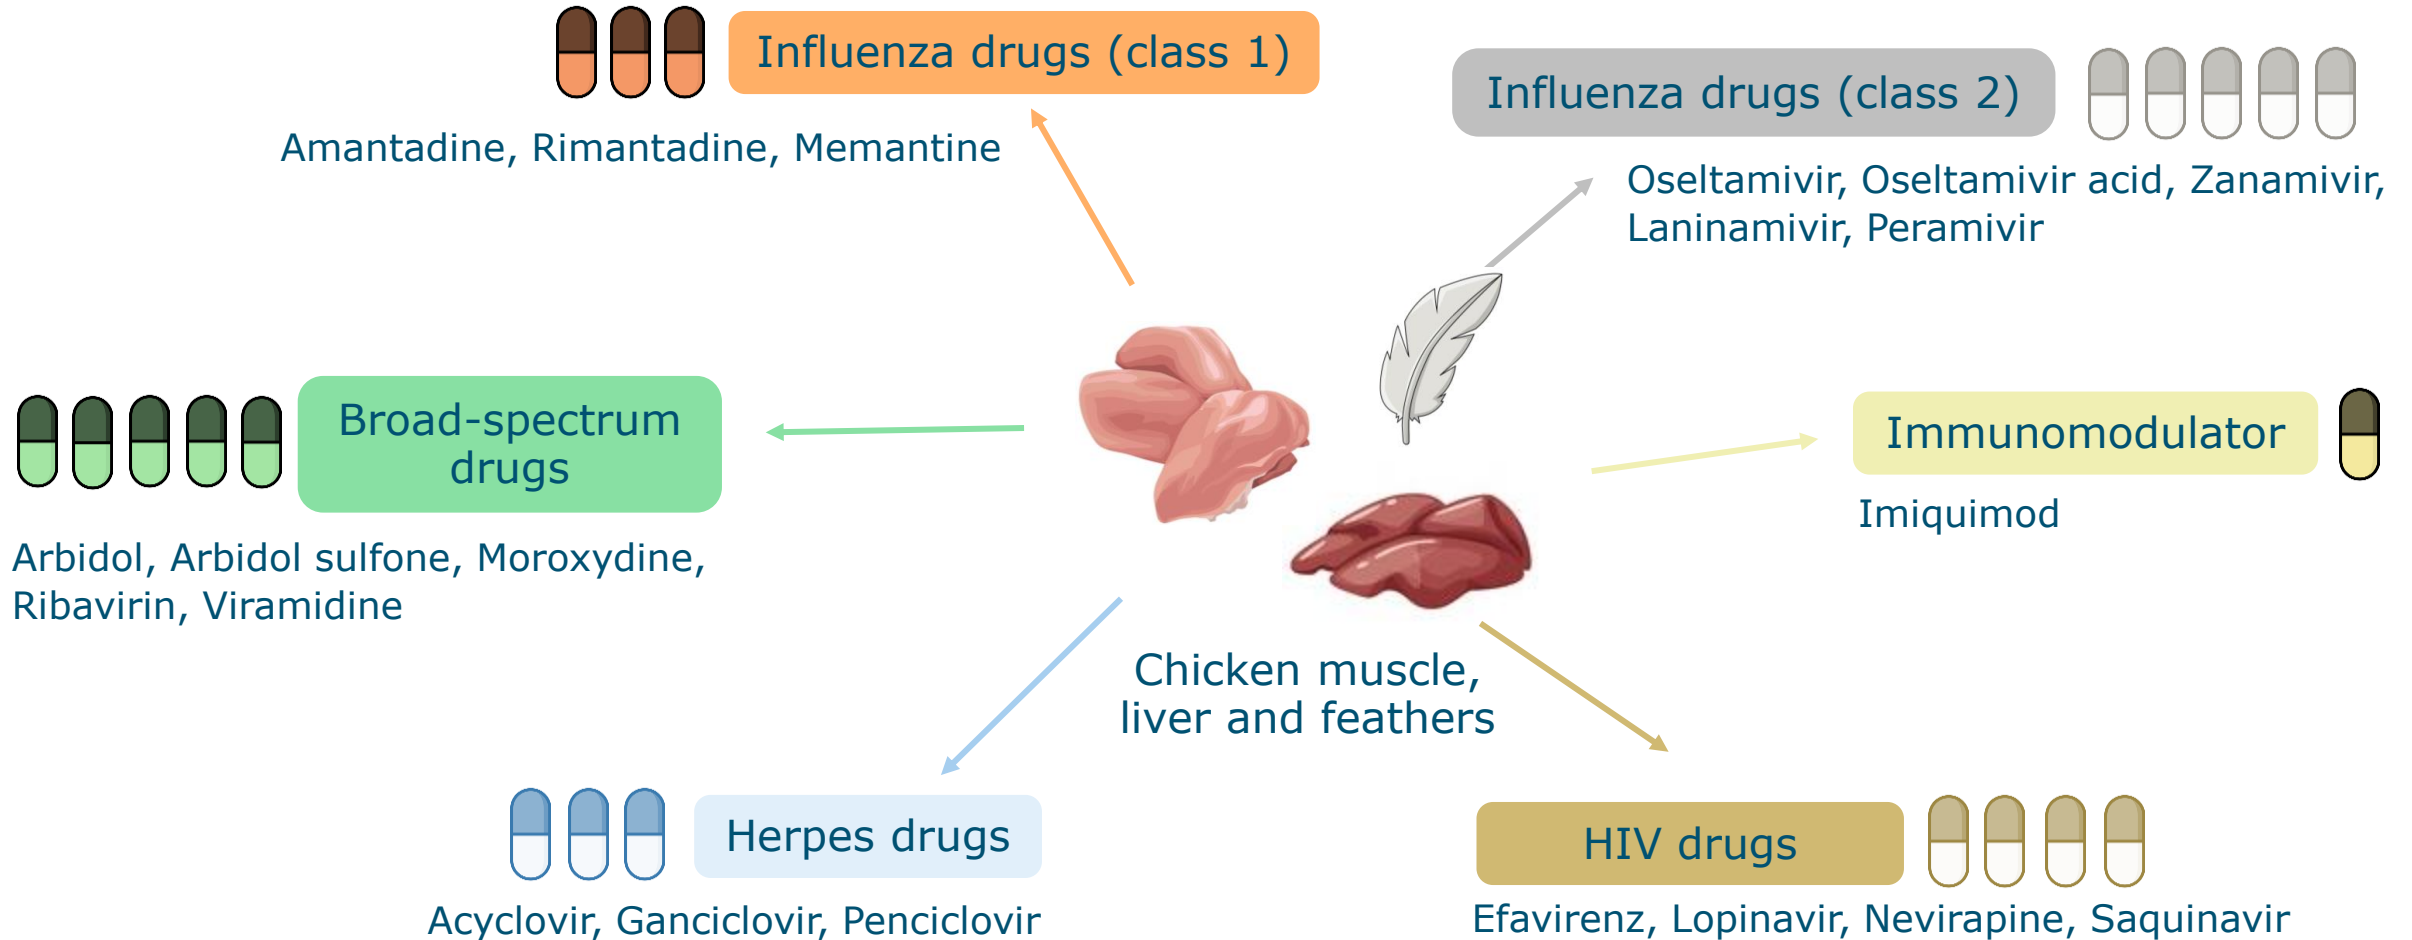 Influenza drugs (class 1)
Amantadine, Rimantadine, Memantine
Influenza drugs (class 2)
Oseltamivir, Oseltamivir acid, Zanamivir,
Laninamivir, Peramivir
Broad-spectrum
drugs
Arbidol, Arbidol sulfone, Moroxydine,
Ribavirin, Viramidine
Immunomodulator
Imiquimod
Chicken muscle,
liver and feathers
Herpes drugs
Acyclovir, Ganciclovir, Penciclovir
HIV drugs
Efavirenz, Lopinavir, Nevirapine, Saquinavir